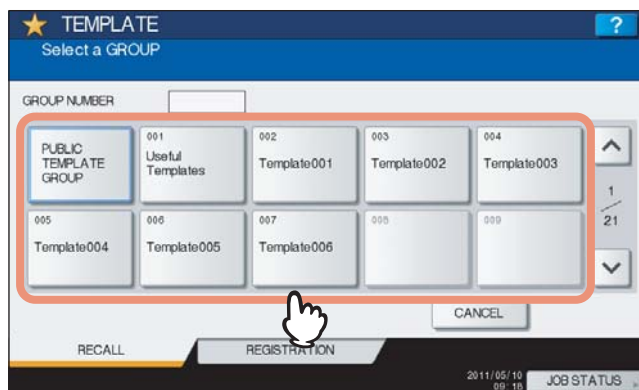 TEMPLATE
?
Select a GROUP
GROUP NUMBER
PUBLIC
TEMPLATE
GROUP
001
Useful
Templates
002
Template001
003
Template002
004
Template003
1
21
005
Template004
006
Template005
007
Template006
008
009
CANCEL
RECALL
REGISTRATION
2011/05/10
09:18
JOB STATUS